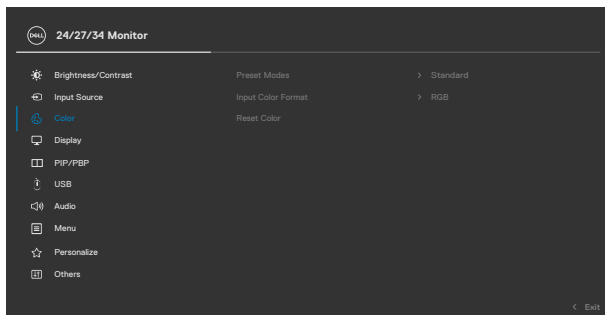 DELL 24/27/34 Monitor
Brightness/Contrast Preset Modes > Standard
Input Source Input Color Format > RGB
Color Reset Color
Display
PIP/PBP
USB
Audio
Menu
Personalize
Others
< Exit